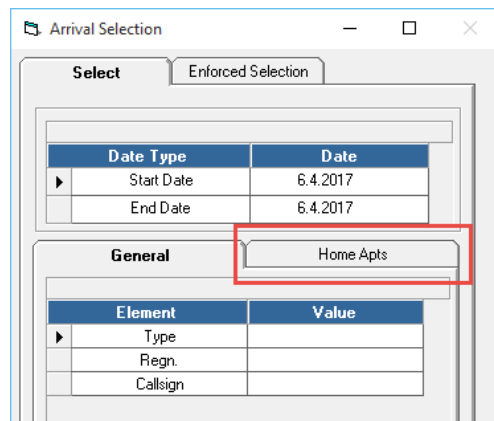 Arrival Selection
Select Enforced Selection
Date Type Date
Start Date 6.4.2017
End Date 6.4.2017
General Home Apts
Element Value
Type
Regn.
Callsign